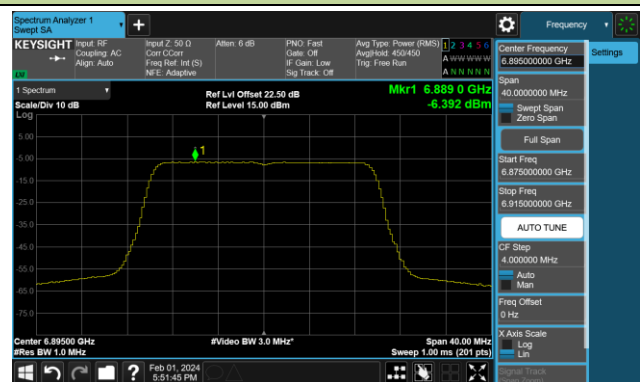 Spectrum Analyzer 1
Swept SA
Frequency
KEYSIGHT
Input: RF
Coupling: AC
Align: Auto
Input Z: 50 Ω
Corr CCorr
Freq Ref: Int (S)
NFE: Adaptive
Atten: 6 dB
PNO: Fast
Gate: Off
IF Gain: Low
Sig Track: Off
Avg Type: Power (RMS)
Avg|Hold: 450/450
Trig: Free Run
1 2 3 4 5 6
A W W W W W
A N N N N N
LXI
1 Spectrum
Scale/Div 10 dB
Log
Ref Lvl Offset 22.50 dB
Ref Level 15.00 dBm
Mkr1 6.889 0 GHz
-6.392 dBm
1
5.00
-5.00
-15.0
-25.0
-35.0
-45.0
-55.0
-65.0
-75.0
Center 6.89500 GHz
#Res BW 1.0 MHz
#Video BW 3.0 MHz*
Span 40.00 MHz
Sweep 1.00 ms (201 pts)
Center Frequency
6.895000000 GHz
Settings
Span
40.0000000 MHz
Swept Span
Zero Span
Full Span
Start Freq
6.875000000 GHz
Stop Freq
6.915000000 GHz
AUTO TUNE
CF Step
4.000000 MHz
Auto
Man
Freq Offset
0 Hz
X Axis Scale
Log
Lin
Signal Track
Feb 01, 2024
5:51:45 PM